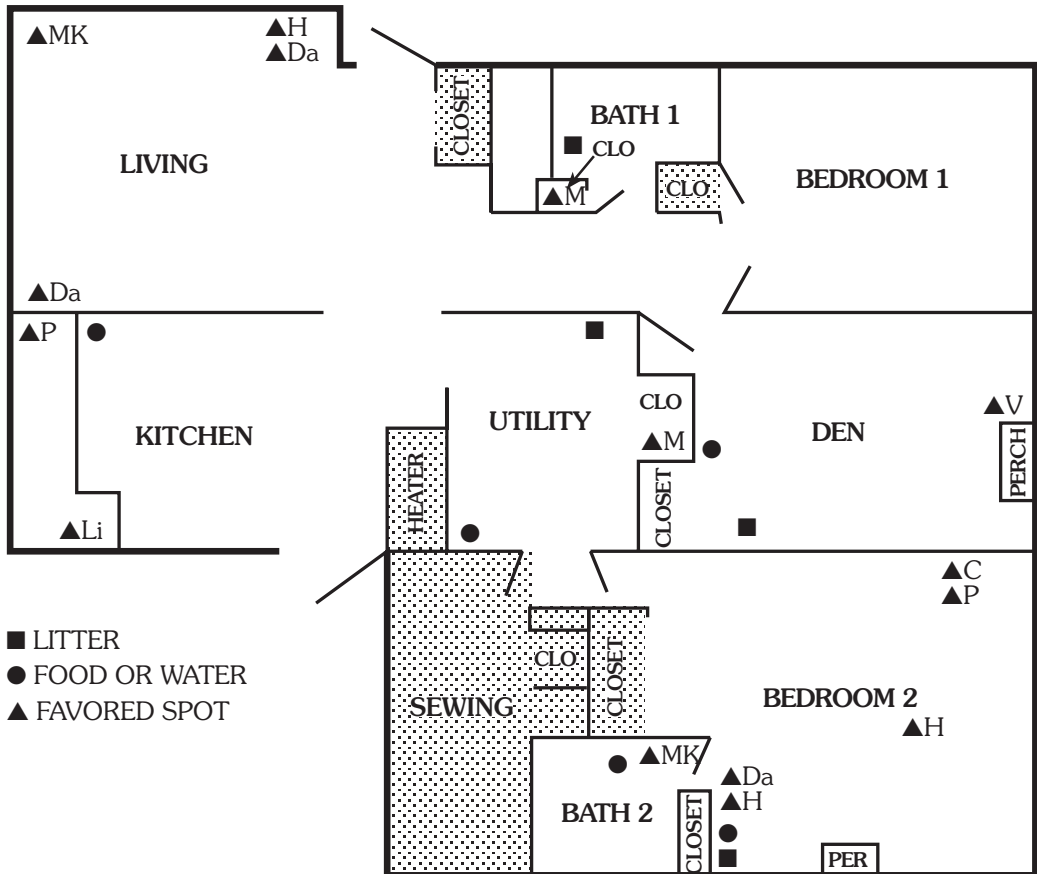 ▲MK
▲H
▲Da
CLOSET
BATH 1
CLO
LIVING
CLO
BEDROOM 1
▲M
▲Da
▲P
CLO
▲V
UTILITY
DEN
KITCHEN
▲M
PERCH
HEATER
CLOSET
▲Li
▲C
▲P
■ LITTER
● FOOD OR WATER
▲ FAVORED SPOT
CLO
CLOSET
SEWING
BEDROOM 2
▲H
▲MK
▲Da
▲H
BATH 2
CLOSET
PER